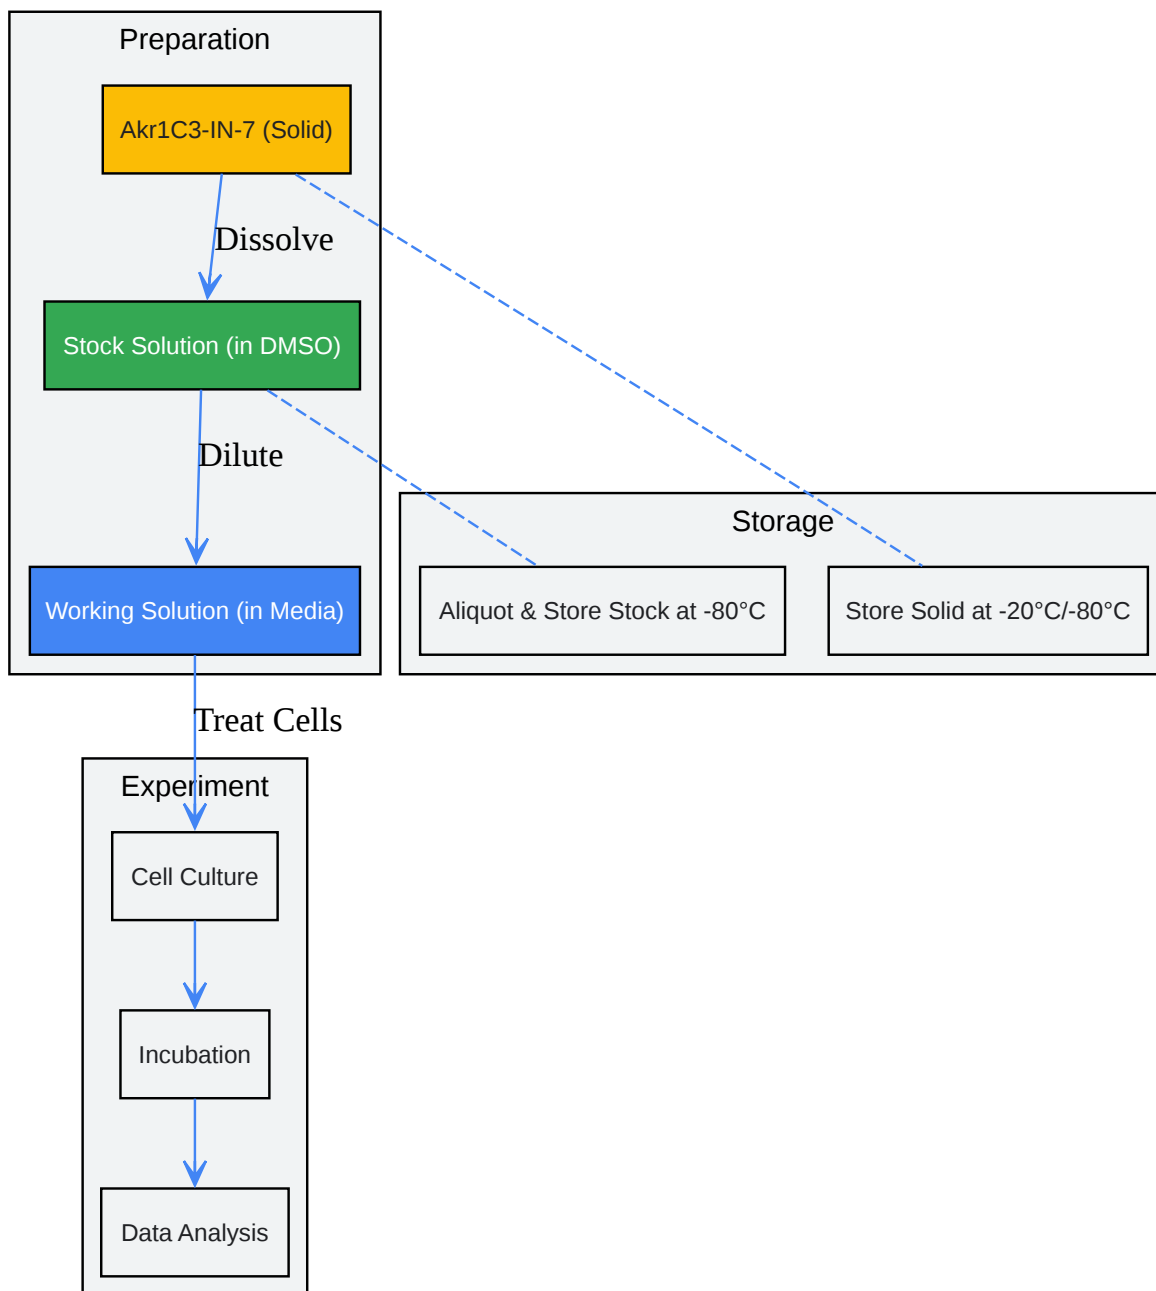 Preparation
Akr1C3-IN-7 (Solid)
Dissolve
Stock Solution (in DMSO)
Dilute
Working Solution (in Media)
Storage
Aliquot & Store Stock at -80°C
Store Solid at -20°C/-80°C
Treat Cells
Experiment
Cell Culture
Incubation
Data Analysis